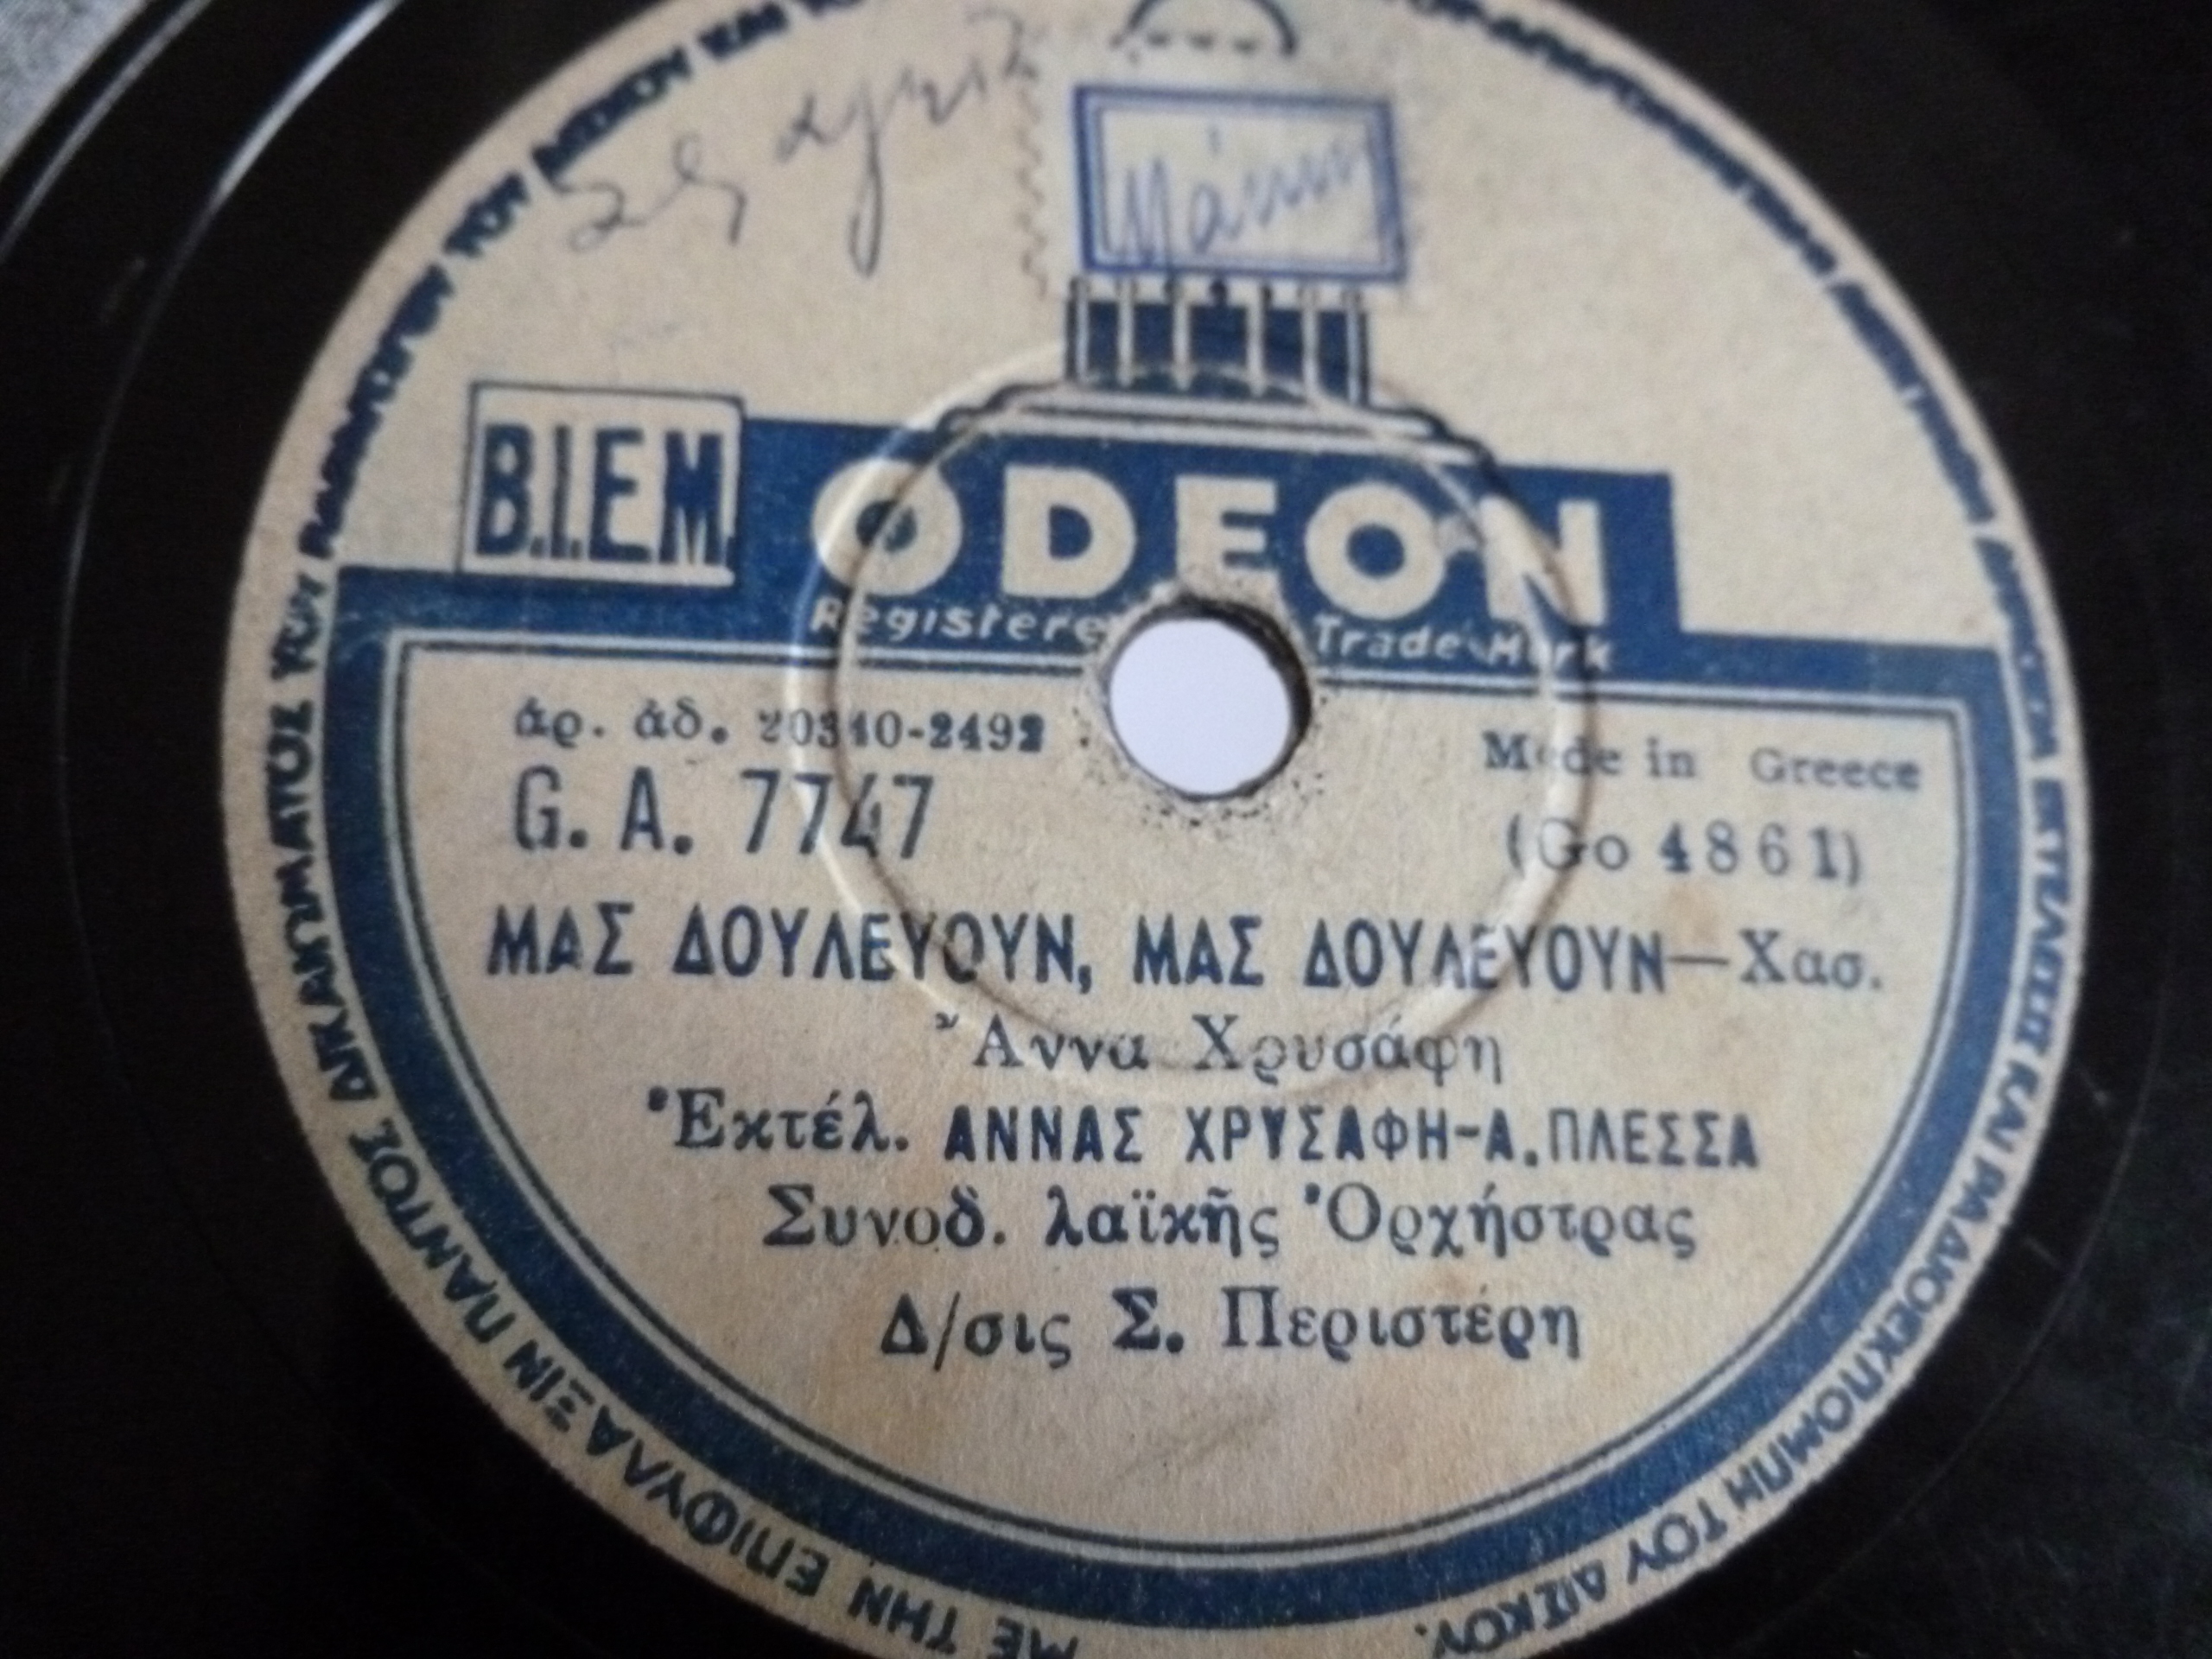 Μάτσας
B.I.E.M.
ODEON
Registered Trade Mark
ἀρ. ἀδ. 20340-2492
Made in Greece
G. A. 7747
(Go 4861)
ΜΑΣ ΔΟΥΛΕΥΟΥΝ, ΜΑΣ ΔΟΥΛΕΥΟΥΝ—Χασ.
Ἄννα Χρυσάφη
Ἐκτέλ. ΑΝΝΑΣ ΧΡΥΣΑΦΗ-Α.ΠΛΕΣΣΑ
Συνοδ. λαϊκῆς Ὀρχήστρας
Δ/σις Σ. Περιστέρη
ΜΕ ΤΗΝ ΕΠΙΦΥΛΑΞΙΝ ΠΑΝΤΟΣ ΔΙΚΑΙΩΜΑΤΟΣ ΤΟΥ
ΚΑΙ ΡΑΔΙΟΕΚΠΟΜΠΗ ΤΟΥ ΔΙΣΚΟΥ.